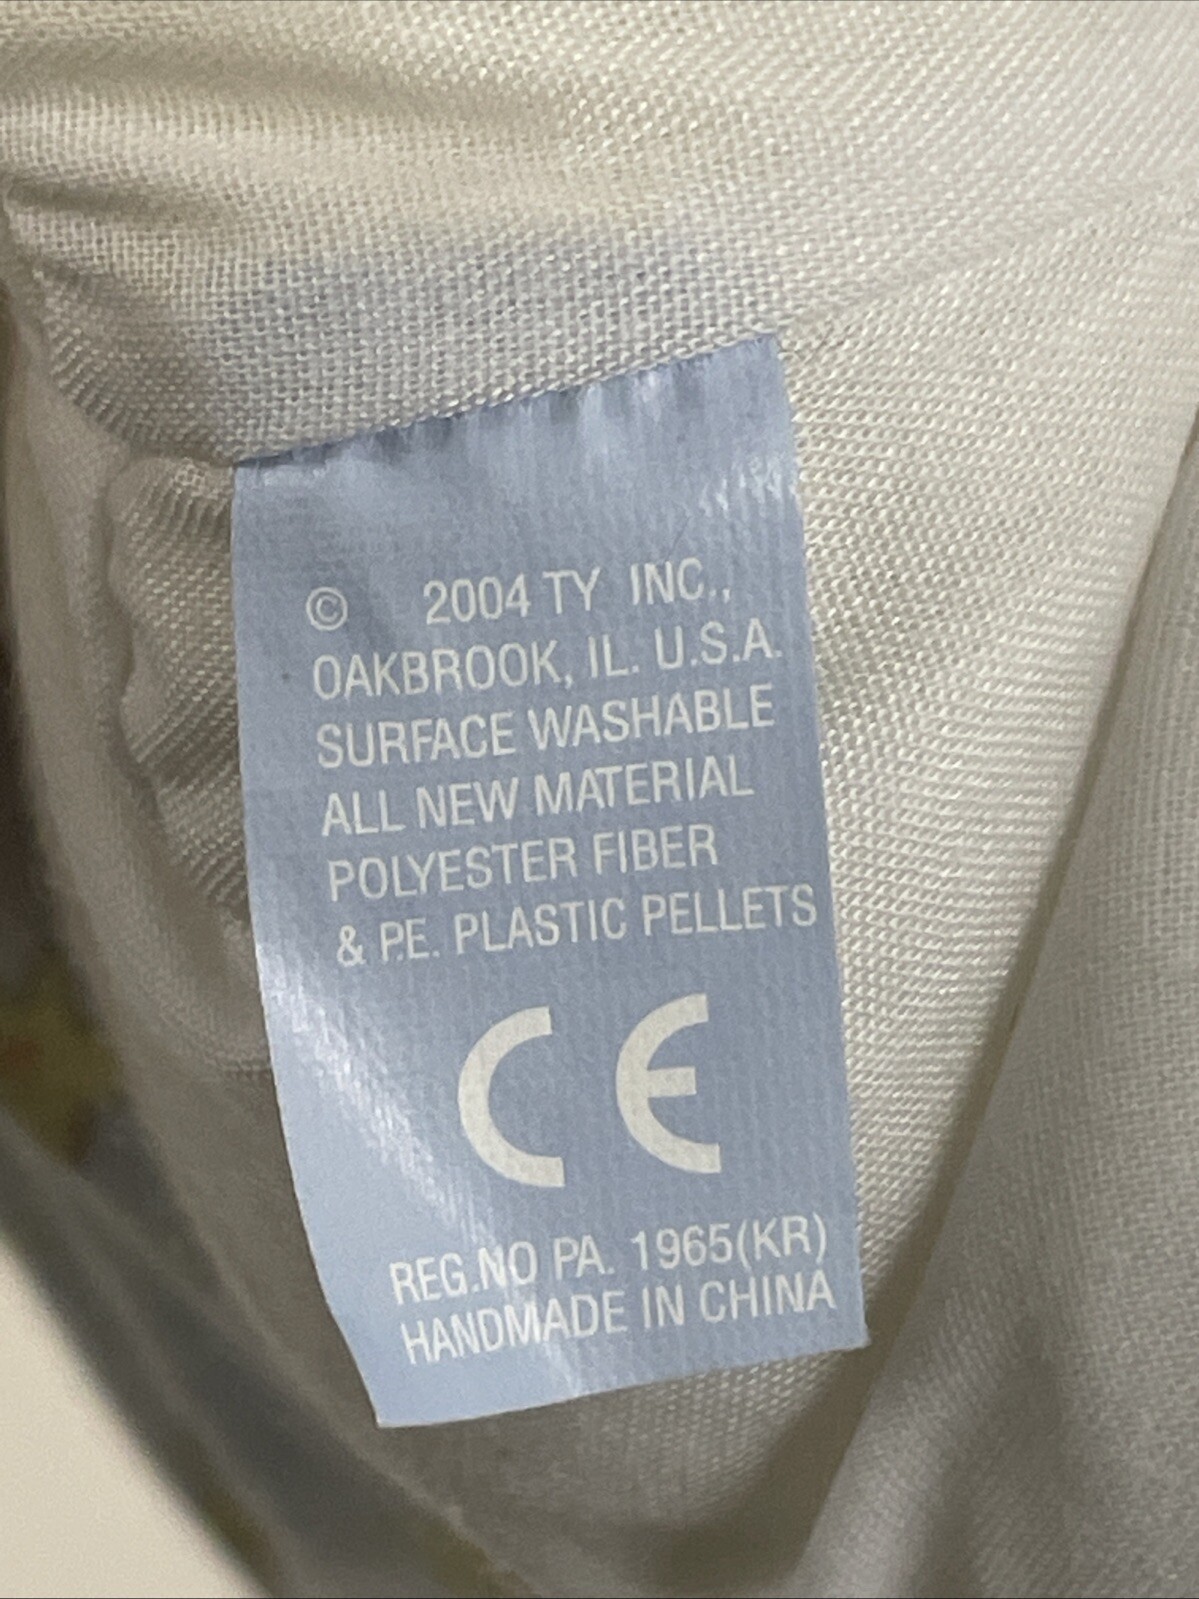 © 2004 TY INC.,
OAKBROOK, IL. U.S.A.
SURFACE WASHABLE
ALL NEW MATERIAL
POLYESTER FIBER
& P.E. PLASTIC PELLETS
CE
REG.NO PA. 1965(KR)
HANDMADE IN CHINA